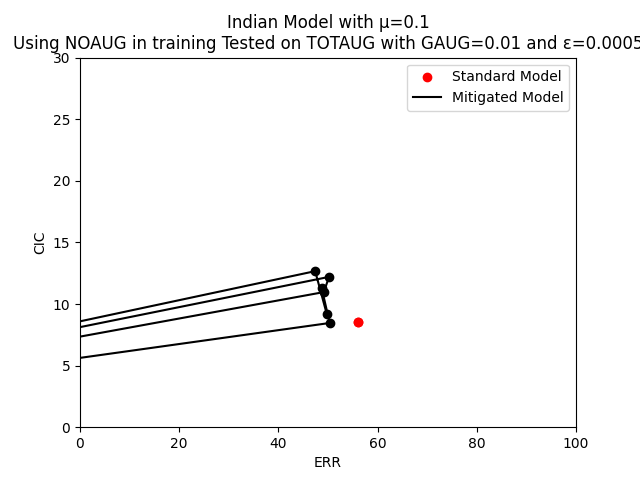 Indian Model with μ=0.1
Using NOAUG in training Tested on TOTAUG with GAUG=0.01 and ε=0.0005
30
25
20
15
10
5
0
CIC
Standard Model
Mitigated Model
0 20 40 60 80 100
ERR